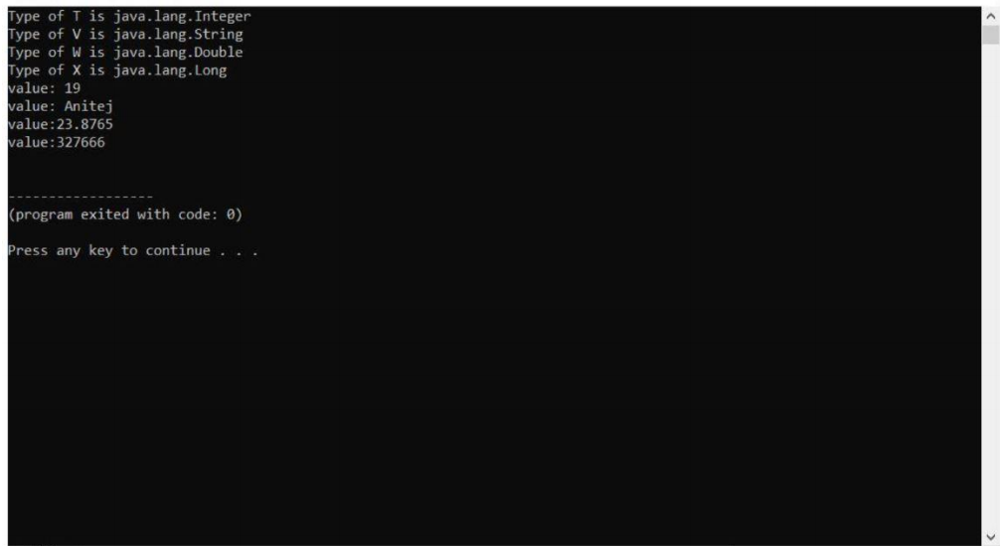 Type of T is java.lang.Integer
Type of V is java.lang.String
Type of W is java.lang.Double
Type of X is java.lang.Long
value: 19
value: Anitej
value:23.8765
value:327666
------------------
(program exited with code: 0)
Press any key to continue . . .